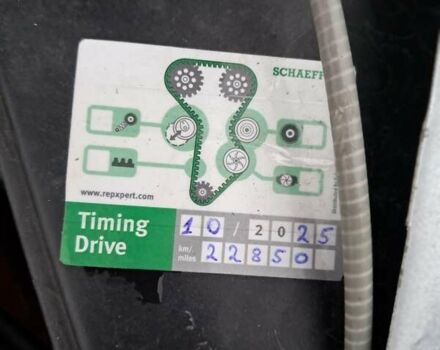 SCHAEFF
www.repxpert.com
Timing Drive
10/2025
km/miles 22850